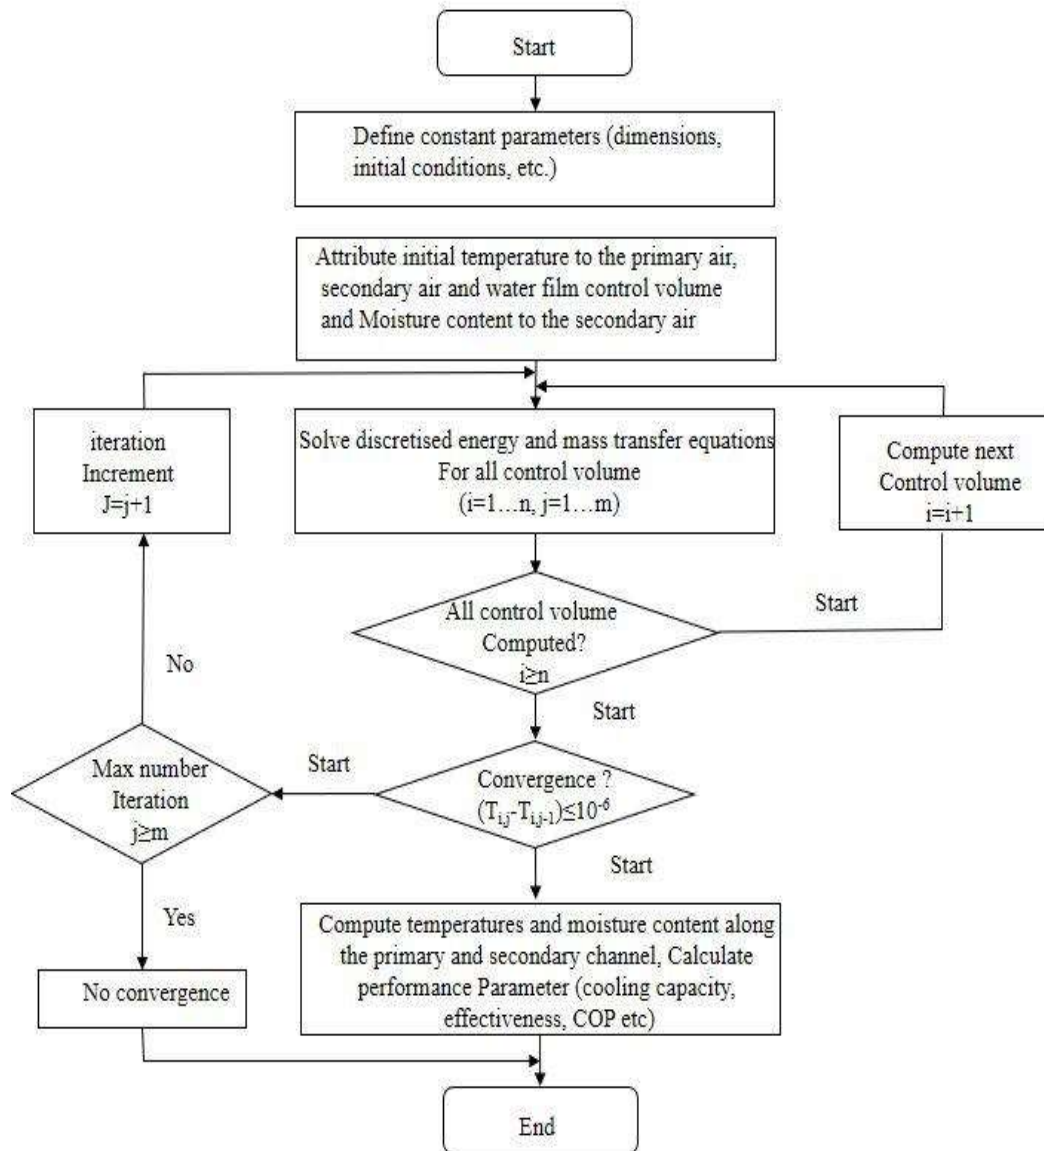 Start
Define constant parameters (dimensions,
initial conditions, etc.)
Attribute initial temperature to the primary air,
secondary air and water film control volume
and Moisture content to the secondary air
iteration
Increment
J=j+1
Solve discretised energy and mass transfer equations
For all control volume
(i=1…n, j=1…m)
Compute next
Control volume
i=i+1
All control volume
Computed?
i≥n
Start
Start
No
Max number
Iteration
j≥m
Start
Convergence ?
(Ti,j-Ti,j-1)≤10⁻⁶
Start
Yes
Compute temperatures and moisture content along
the primary and secondary channel, Calculate
performance Parameter (cooling capacity,
effectiveness, COP etc)
No convergence
End